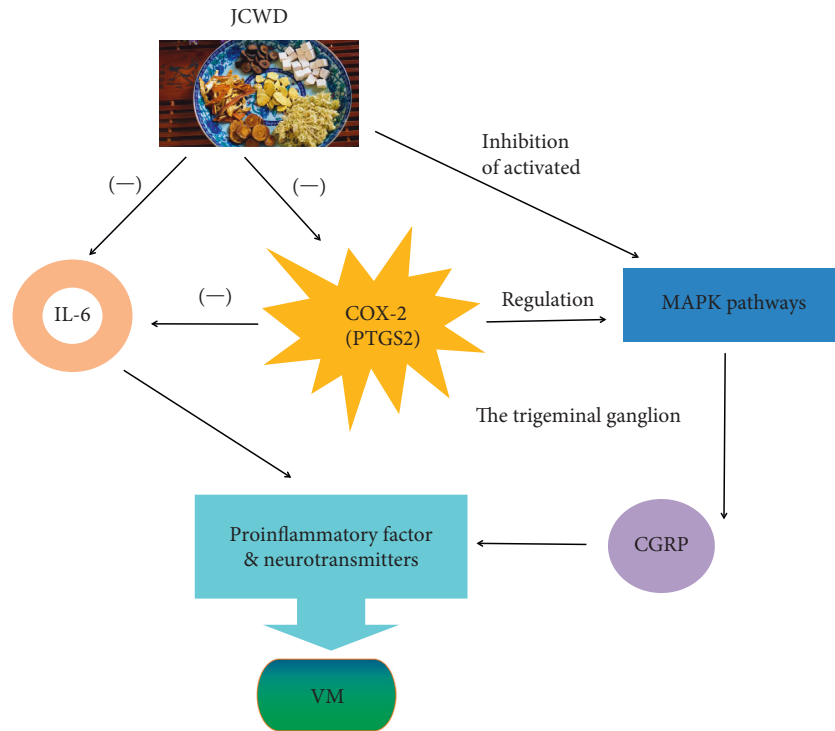 JCWD
Inhibition
of activated
(—)
(—)
IL-6
(—)
COX-2
(PTGS2)
Regulation
MAPK pathways
The trigeminal ganglion
Proinflammatory factor
& neurotransmitters
CGRP
VM